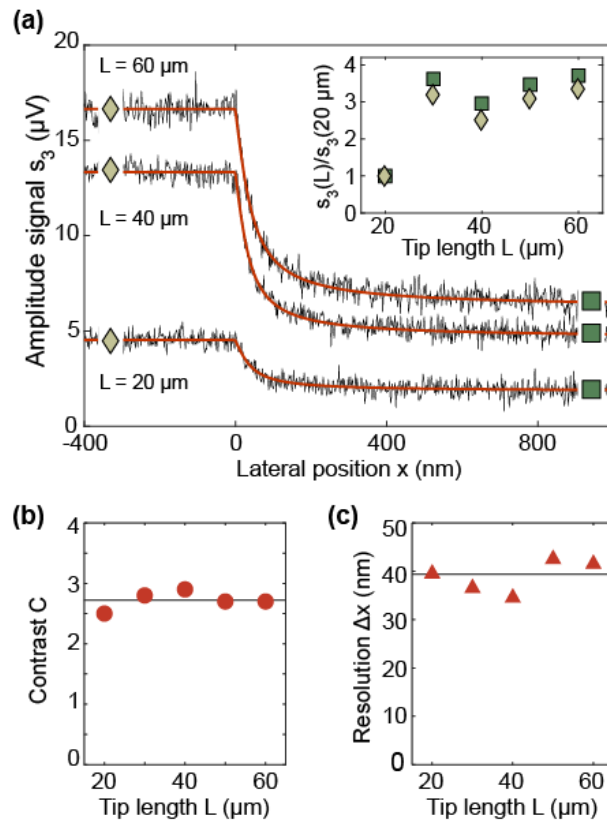 (a)
20
15
10
5
0
Amplitude signal s₃ (µV)
L = 60 µm
L = 40 µm
L = 20 µm
-400
0
400
800
Lateral position x (nm)
4
3
2
1
0
s₃(L)/s₃(20 µm)
20
40
60
Tip length L (µm)
(b)
4
3
2
1
0
Contrast C
20
40
60
Tip length L (µm)
(c)
50
40
30
20
10
0
Resolution Δx (nm)
20
40
60
Tip length L (µm)